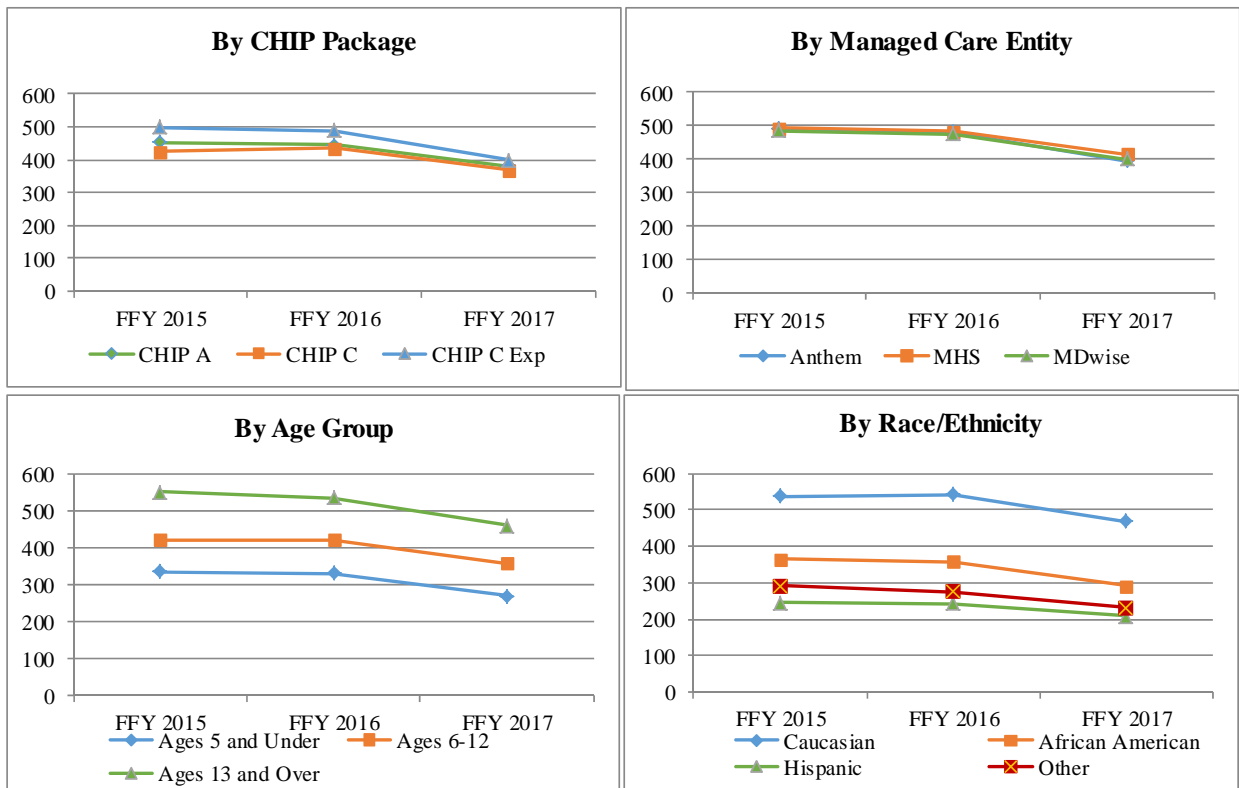 By CHIP Package
600
500
400
300
200
100
0
FFY 2015 FFY 2016 FFY 2017
CHIP A CHIP C CHIP C Exp
By Managed Care Entity
600
500
400
300
200
100
0
FFY 2015 FFY 2016 FFY 2017
Anthem MHS MDwise
By Age Group
600
500
400
300
200
100
0
FFY 2015 FFY 2016 FFY 2017
Ages 5 and Under Ages 6-12
Ages 13 and Over
By Race/Ethnicity
600
500
400
300
200
100
0
FFY 2015 FFY 2016 FFY 2017
Caucasian African American
Hispanic Other